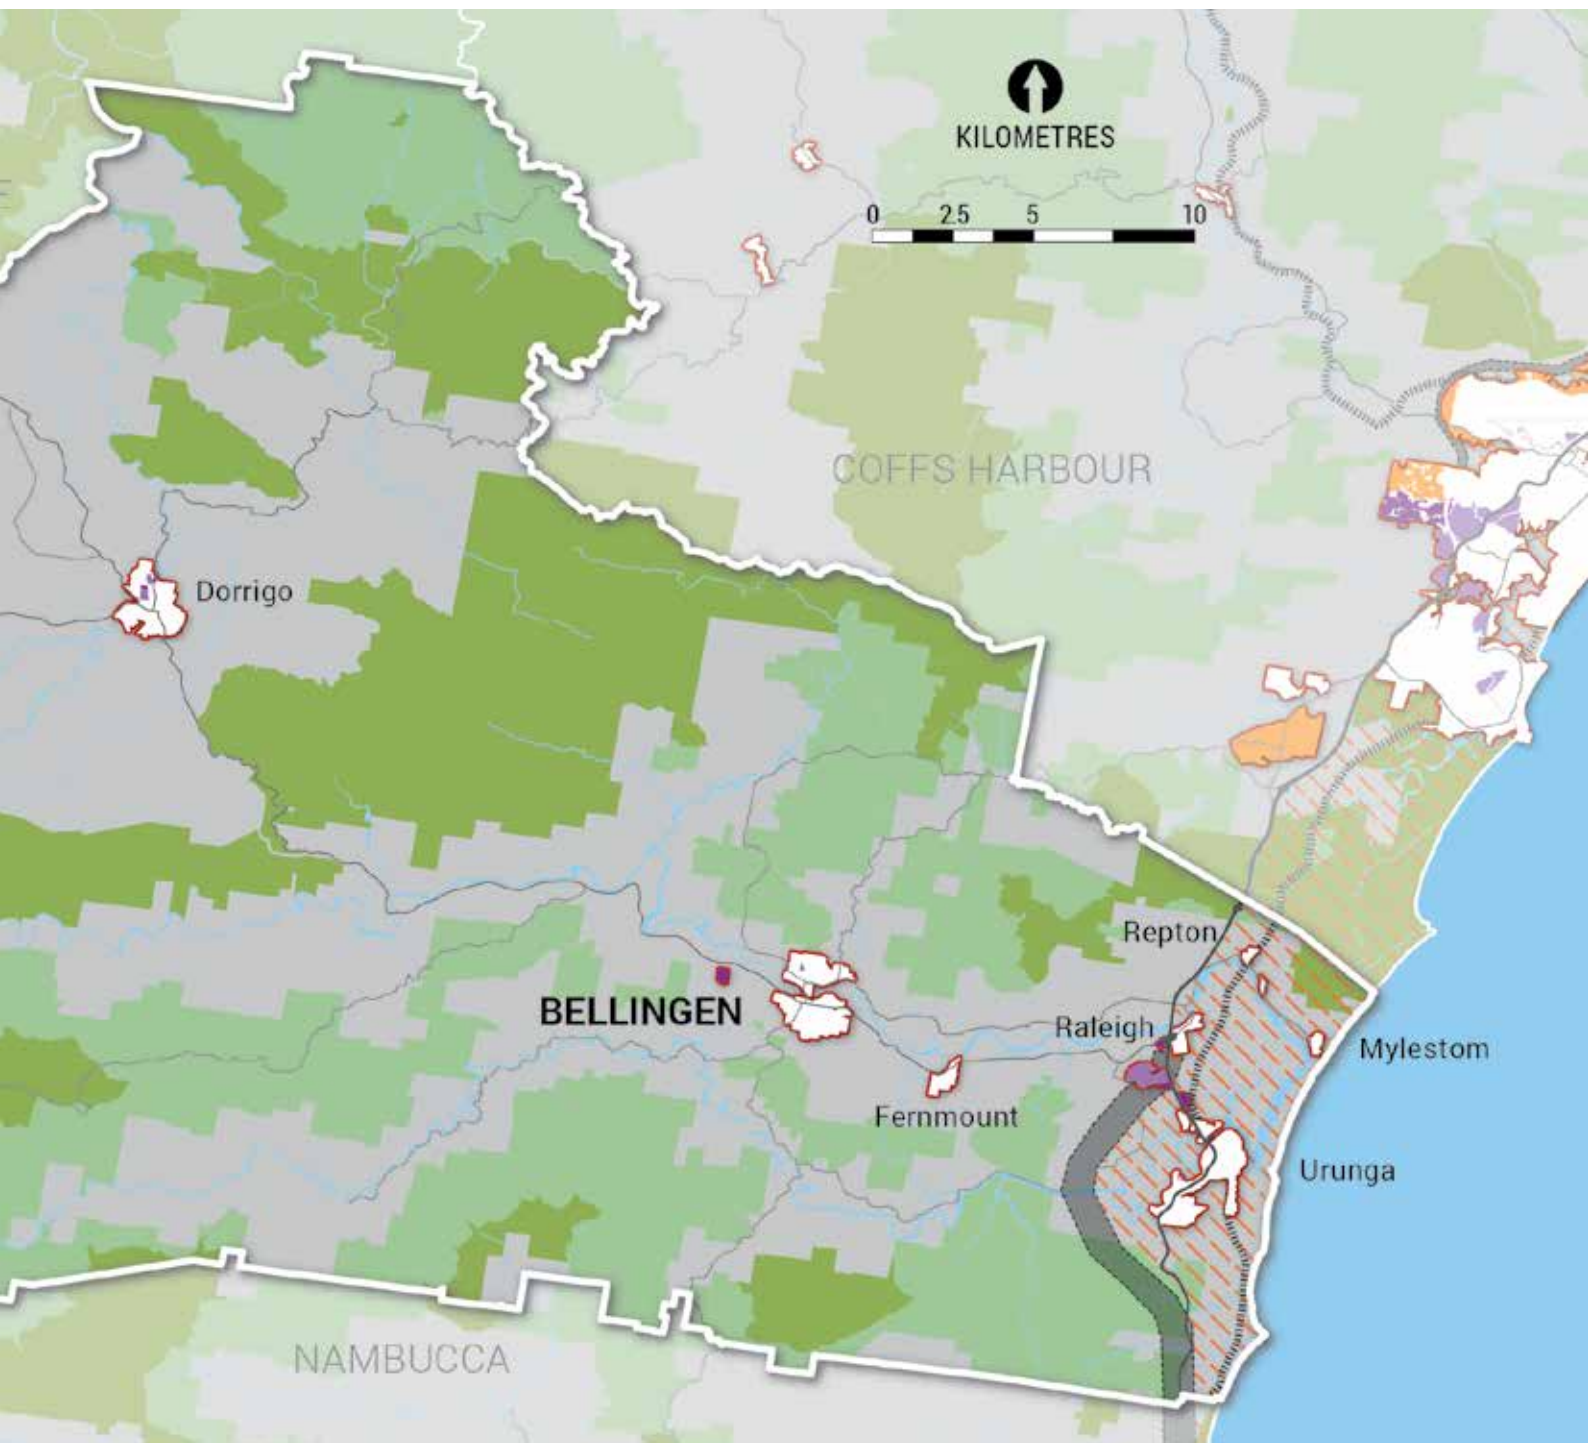 KILOMETRES
0 2.5 5 10
COFFS HARBOUR
Dorrigo
Repton
BELLINGEN
Raleigh
Mylestom
Fernmount
Urunga
NAMBUCCA